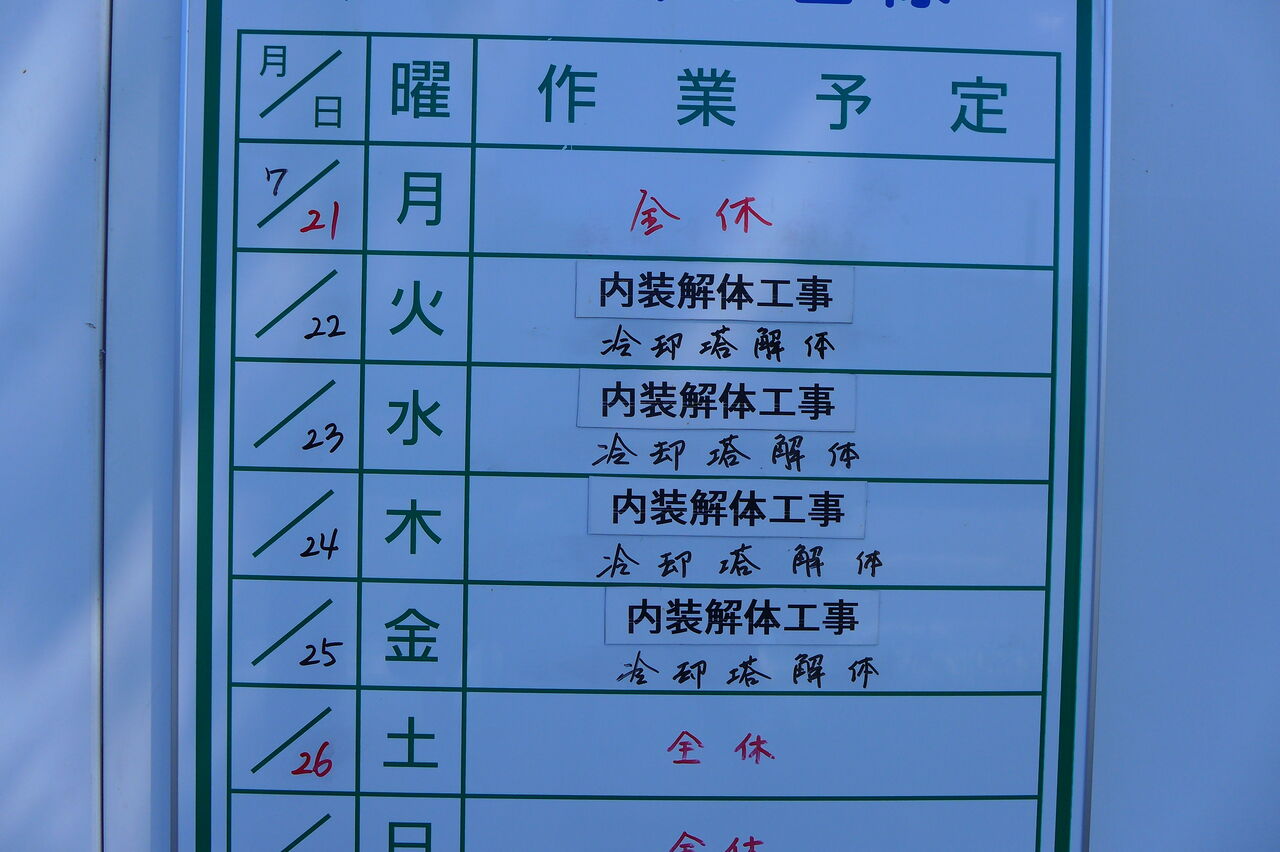 月/日 曜 作業予定
7/21 月 全休
/22 火 内装解体工事
冷却塔解体
/23 水 内装解体工事
冷却塔解体
/24 木 内装解体工事
冷却塔解体
/25 金 内装解体工事
冷却塔解体
/26 土 全休
/ 日 全休